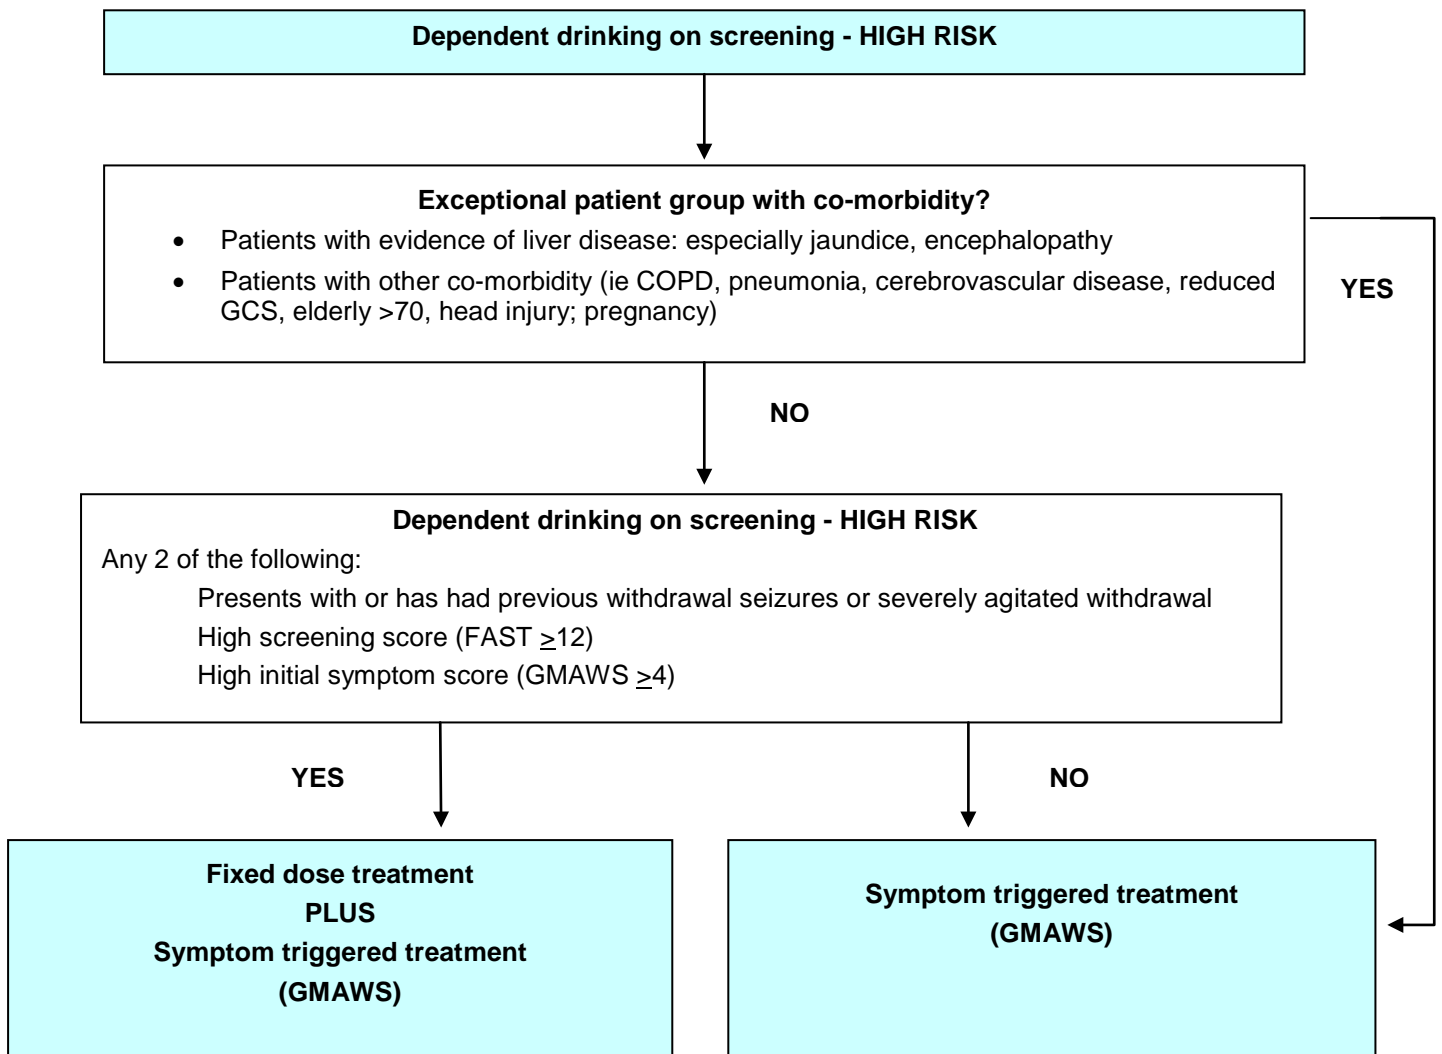 Dependent drinking on screening - HIGH RISK
Exceptional patient group with co-morbidity?
• Patients with evidence of liver disease: especially jaundice, encephalopathy
• Patients with other co-morbidity (ie COPD, pneumonia, cerebrovascular disease, reduced
GCS, elderly >70, head injury; pregnancy)
YES
NO
Dependent drinking on screening - HIGH RISK
Any 2 of the following:
Presents with or has had previous withdrawal seizures or severely agitated withdrawal
High screening score (FAST ≥12)
High initial symptom score (GMAWS ≥4)
YES
NO
Fixed dose treatment
PLUS
Symptom triggered treatment
(GMAWS)
Symptom triggered treatment
(GMAWS)